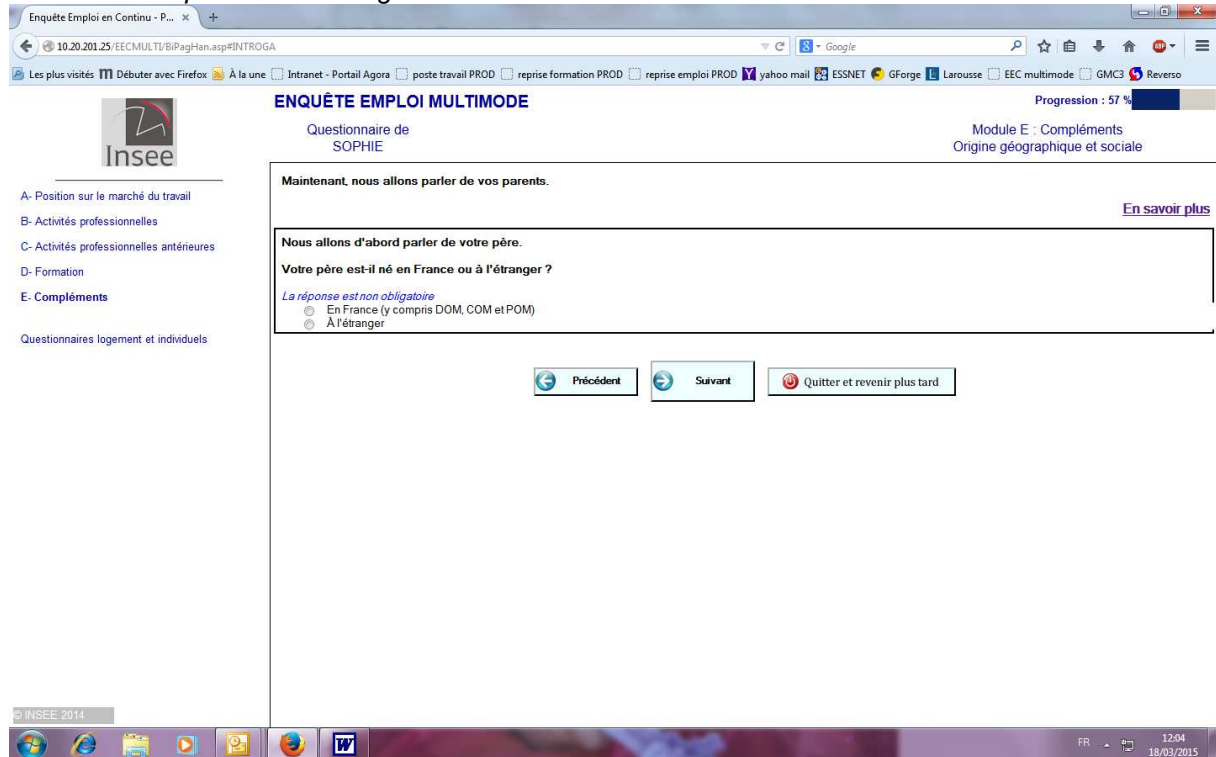 Enquête Emploi en Continu - P... × +
10.20.201.25/EECMULTI/BiPagHan.asp#INTROGA
8 Google
Les plus visités Débuter avec Firefox À la une Intranet - Portail Agora poste travail PROD reprise formation PROD reprise emploi PROD yahoo mail ESSNET GForge Larousse EEC multimode GMC3 Reverso
ENQUÊTE EMPLOI MULTIMODE
Progression : 57 %
Questionnaire de
SOPHIE
Module E : Compléments
Origine géographique et sociale
Insee
A- Position sur le marché du travail
B- Activités professionnelles
C- Activités professionnelles antérieures
D- Formation
E- Compléments
Questionnaires logement et individuels
Maintenant, nous allons parler de vos parents.
En savoir plus
Nous allons d'abord parler de votre père.
Votre père est-il né en France ou à l'étranger ?
La réponse est non obligatoire
En France (y compris DOM, COM et POM)
À l'étranger
Précédent
Suivant
Quitter et revenir plus tard
© INSEE 2014
FR
12:04
18/03/2015